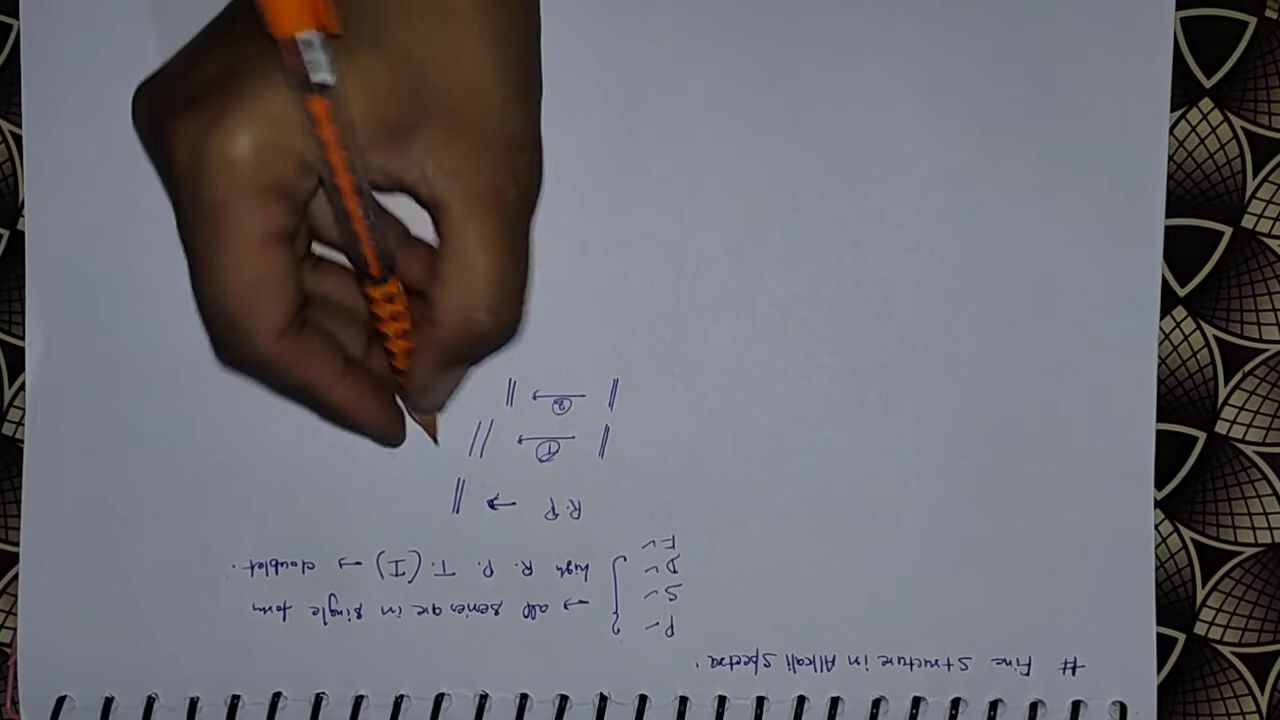 # Fine Structure in Alkali Spectra.
P ✓
S ✓ } → all series are in single form
D ✓ high R. P. T. (I) → doublet.
F ✓
R.P → ||
|| ① → ||
|| ② → ||